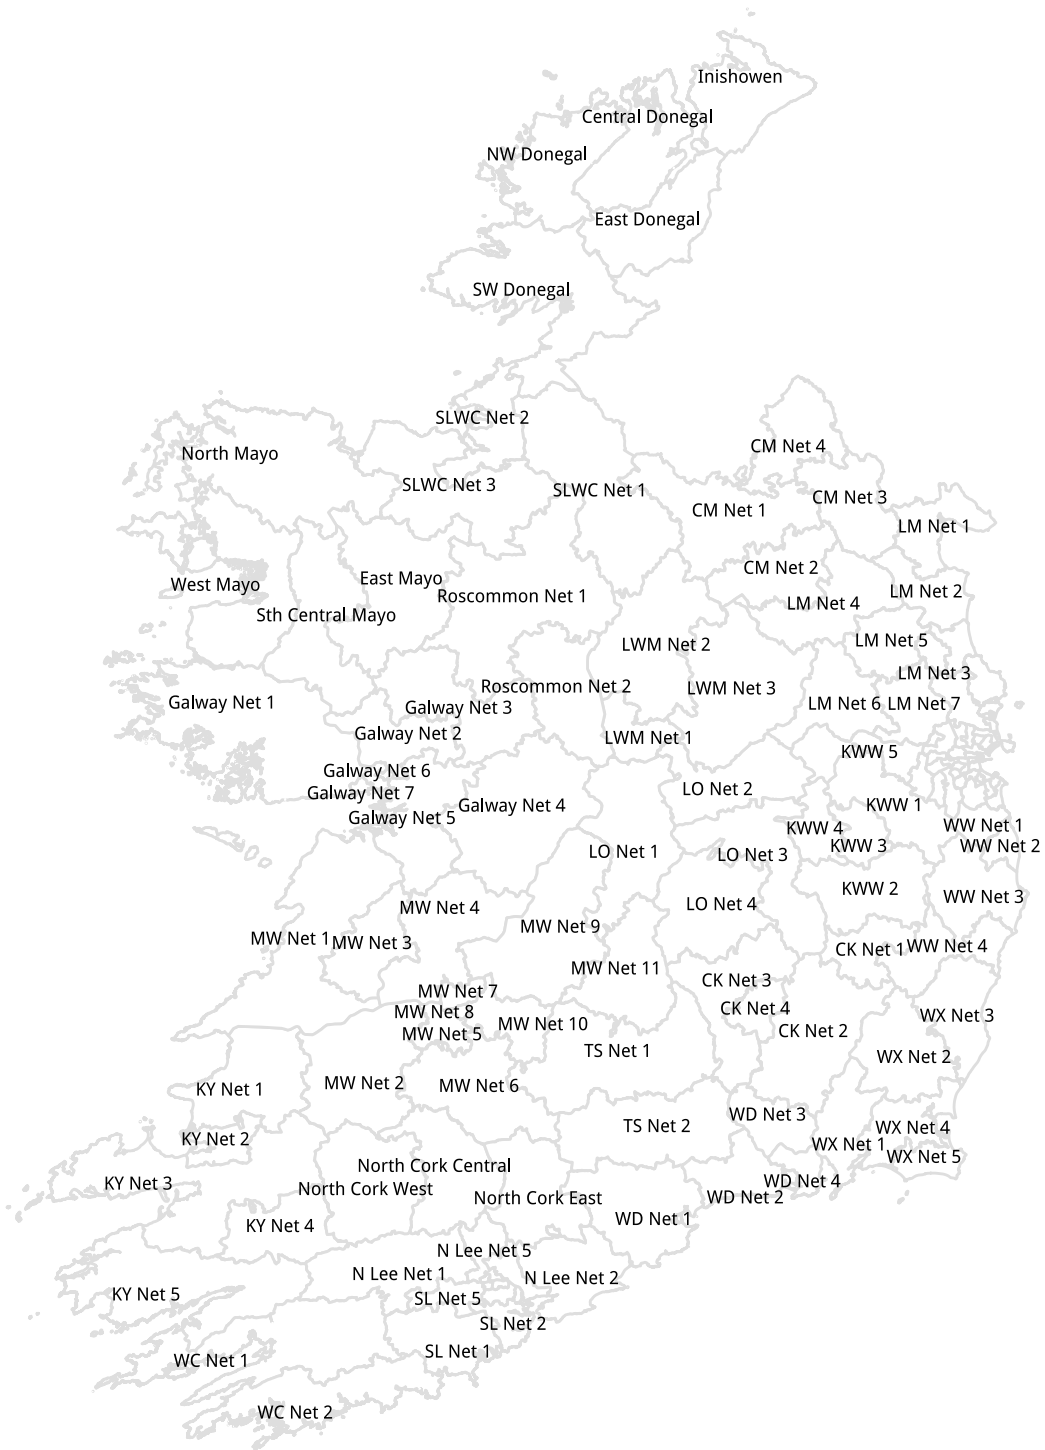 Inishowen
Central Donegal
NW Donegal
East Donegal
SW Donegal
SLWC Net 2
CM Net 4
North Mayo
SLWC Net 3
SLWC Net 1
CM Net 3
CM Net 1
LM Net 1
CM Net 2
East Mayo
West Mayo
LM Net 2
Roscommon Net 1
LM Net 4
Sth Central Mayo
LM Net 5
LWM Net 2
LM Net 3
Roscommon Net 2
LWM Net 3
Galway Net 1
LM Net 6
LM Net 7
Galway Net 3
Galway Net 2
LWM Net 1
KWW 5
Galway Net 6
LO Net 2
Galway Net 7
Galway Net 4
KWW 1
Galway Net 5
WW Net 1
KWW 4
KWW 3
WW Net 2
LO Net 1
LO Net 3
KWW 2
WW Net 3
LO Net 4
MW Net 4
MW Net 9
MW Net 1
MW Net 3
CK Net 1
WW Net 4
MW Net 11
CK Net 3
MW Net 7
CK Net 4
MW Net 8
WX Net 3
MW Net 10
CK Net 2
MW Net 5
TS Net 1
WX Net 2
MW Net 2
MW Net 6
KY Net 1
WD Net 3
TS Net 2
WX Net 4
KY Net 2
WX Net 1
WX Net 5
North Cork Central
KY Net 3
WD Net 4
North Cork West
North Cork East
WD Net 2
WD Net 1
KY Net 4
N Lee Net 5
N Lee Net 1
N Lee Net 2
KY Net 5
SL Net 5
SL Net 2
SL Net 1
WC Net 1
WC Net 2